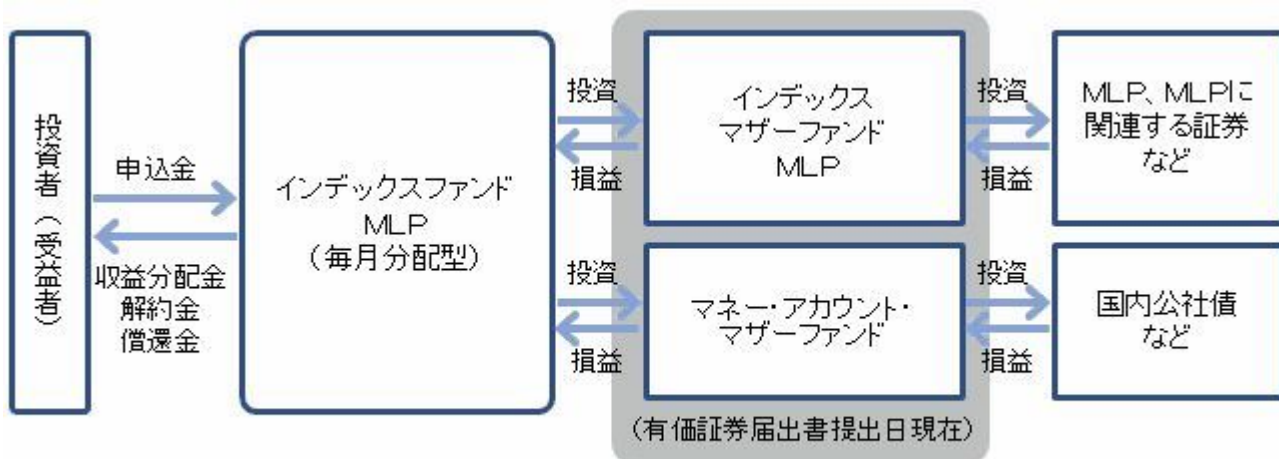 投資者（受益者）
申込金
収益分配金
解約金
償還金
インデックスファンド
MLP
（毎月分配型）
投資
損益
投資
損益
インデックス
マザーファンド
MLP
マネー・アカウント・
マザーファンド
（有価証券届出書提出日現在）
投資
損益
投資
損益
MLP、MLPに
関連する証券
など
国内公社債
など